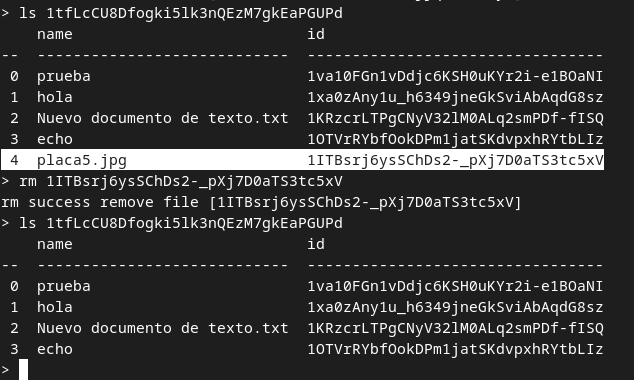 > ls 1tfLcCU8Dfogki5lk3nQEzM7gkEaPGUPd
name id
-- ---------------------------- ---------------------------------
0 prueba 1va10FGn1vDdjc6KSH0uKYr2i-e1BOaNI
1 hola 1xa0zAny1u_h6349jneGkSviAbAqdG8sz
2 Nuevo documento de texto.txt 1KRzcrLTPgCNyV32lM0ALq2smPDf-fISQ
3 echo 1OTVrRYbfOokDPm1jatSKdvpxhRYtbLIz
4 placa5.jpg 1ITBsrj6ysSChDs2-_pXj7D0aTS3tc5xV
> rm 1ITBsrj6ysSChDs2-_pXj7D0aTS3tc5xV
rm success remove file [1ITBsrj6ysSChDs2-_pXj7D0aTS3tc5xV]
> ls 1tfLcCU8Dfogki5lk3nQEzM7gkEaPGUPd
name id
-- ---------------------------- ---------------------------------
0 prueba 1va10FGn1vDdjc6KSH0uKYr2i-e1BOaNI
1 hola 1xa0zAny1u_h6349jneGkSviAbAqdG8sz
2 Nuevo documento de texto.txt 1KRzcrLTPgCNyV32lM0ALq2smPDf-fISQ
3 echo 1OTVrRYbfOokDPm1jatSKdvpxhRYtbLIz
>